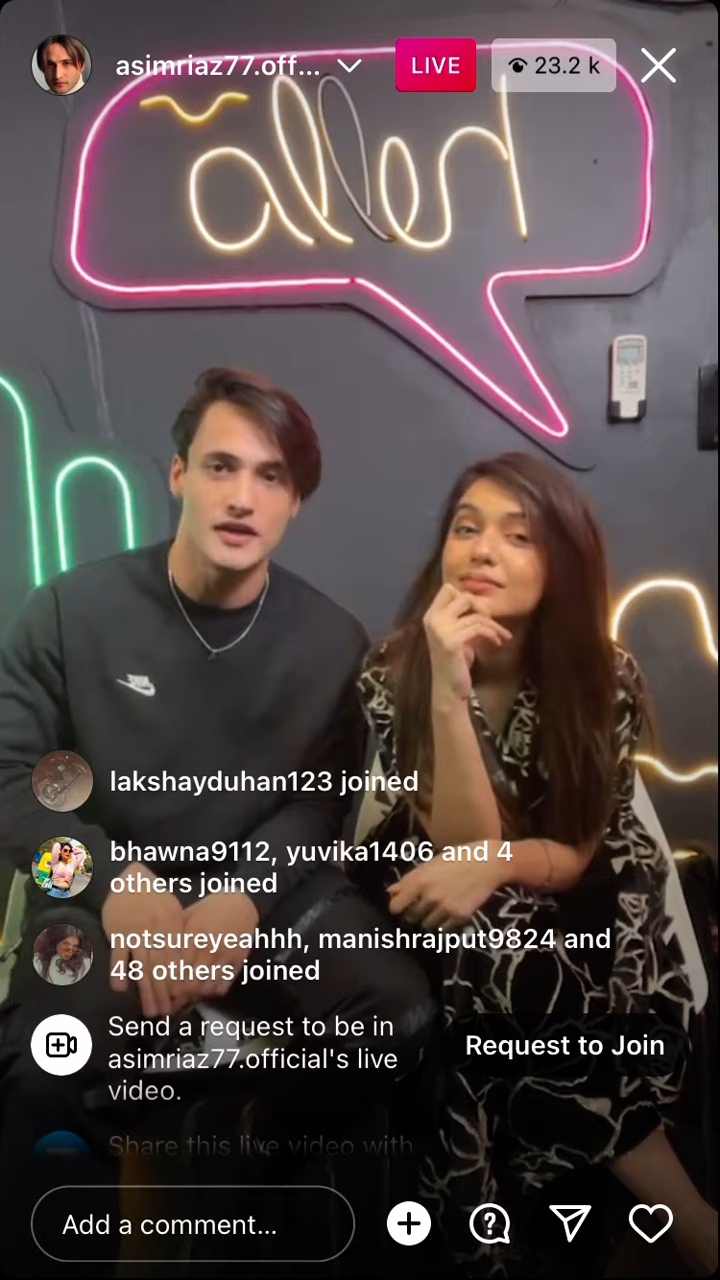 asimriaz77.off...
LIVE
23.2 k
allen
lakshayduhan123 joined
bhawna9112, yuvika1406 and 4
others joined
notsureyeahhh, manishrajput9824 and
48 others joined
Send a request to be in
asimriaz77.official's live
video.
Request to Join
Share this live video with
Add a comment...